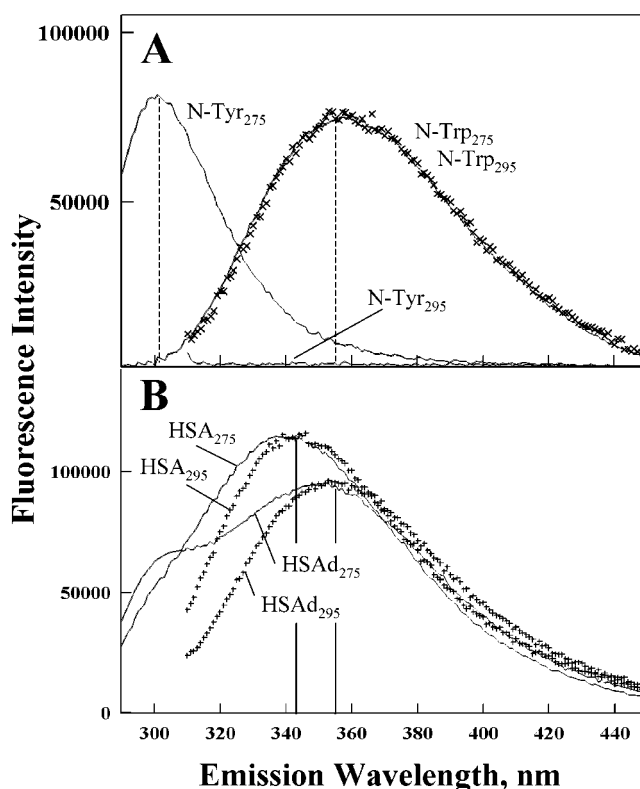 100000
A
N-Tyr275
N-Trp275
N-Trp295
50000
N-Tyr295
Fluorescence Intensity
B
HSA275
100000
HSA295
HSAd275
50000
HSAd295
0
300 320 340 360 380 400 420 440
Emission Wavelength, nm